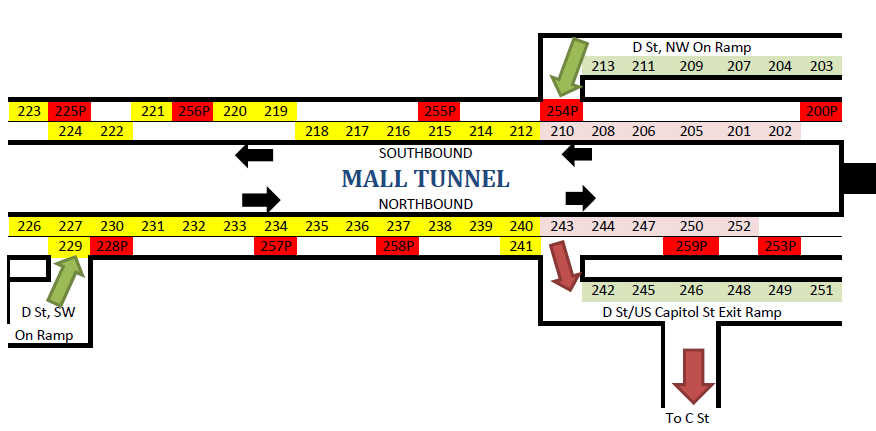 D St, NW On Ramp
213 211 209 207 204 203
223 225P 221 256P 220 219 255P 254P 200P
224 222 218 217 216 215 214 212 210 208 206 205 201 202
SOUTHBOUND
MALL TUNNEL
NORTHBOUND
226 227 230 231 232 233 234 235 236 237 238 239 240 243 244 247 250 252
229 228P 257P 258P 241 259P 253P
242 245 246 248 249 251
D St, SW
On Ramp
D St/US Capitol St Exit Ramp
To C St